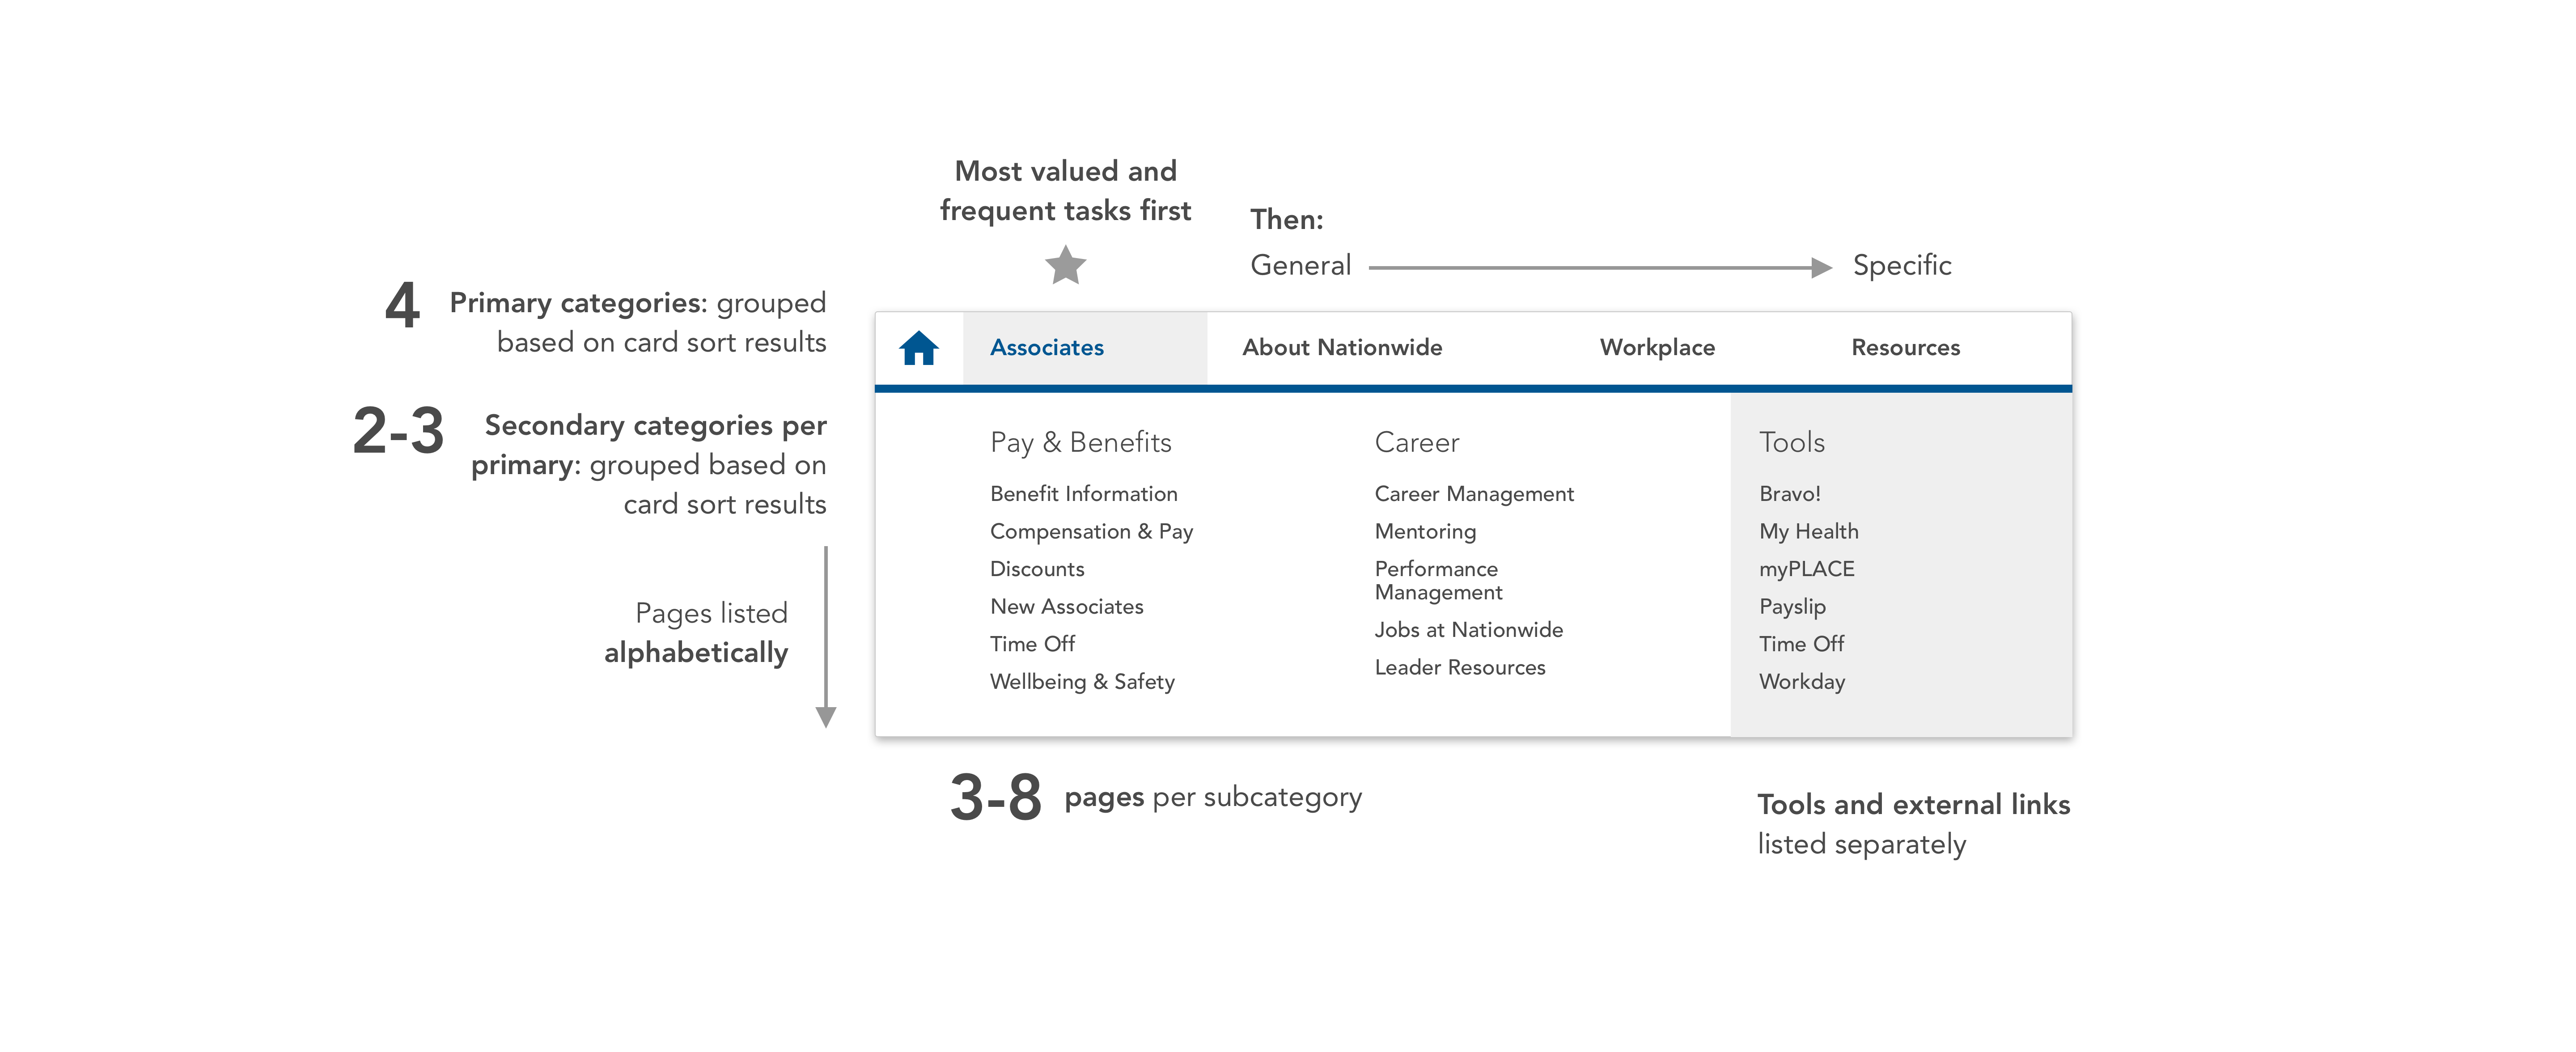 Most valued and
frequent tasks first
Then:
General
Specific
4
Primary categories: grouped
based on card sort results
2-3
Secondary categories per
primary: grouped based on
card sort results
Pages listed
alphabetically
Associates
About Nationwide
Workplace
Resources
Pay & Benefits
Benefit Information
Compensation & Pay
Discounts
New Associates
Time Off
Wellbeing & Safety
Career
Career Management
Mentoring
Performance
Management
Jobs at Nationwide
Leader Resources
Tools
Bravo!
My Health
myPLACE
Payslip
Time Off
Workday
3-8 pages per subcategory
Tools and external links
listed separately